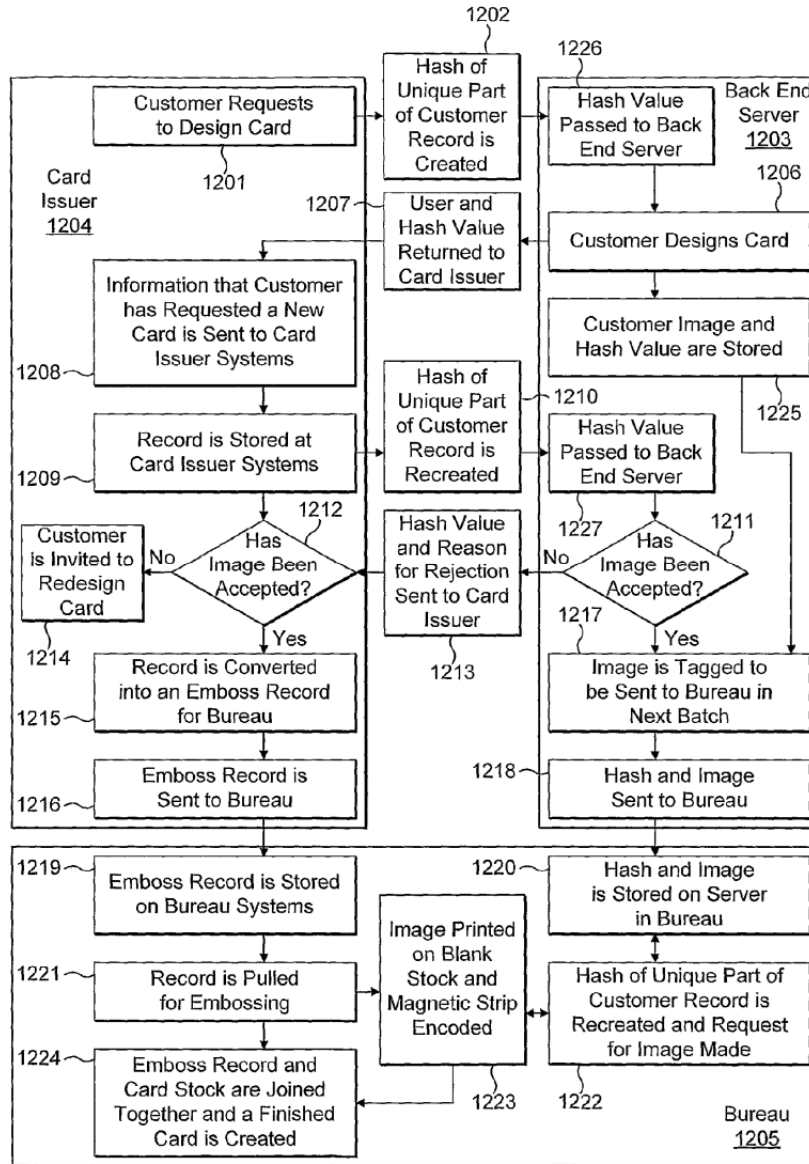 1202
Hash of
Unique Part
of Customer
Record is
Created
1226
Hash Value
Passed to Back
End Server
Back End
Server
1203
Customer Requests
to Design Card
1201
Card
Issuer
1204
1207
User and
Hash Value
Returned to
Card Issuer
1206
Customer Designs Card
Information that Customer
has Requested a New
Card is Sent to Card
Issuer Systems
1208
Customer Image and
Hash Value are Stored
1225
Hash of
Unique Part
of Customer
Record is
Recreated
1210
Record is Stored at
Card Issuer Systems
1209
Hash Value
Passed to Back
End Server
1227
1212
Has
Image Been
Accepted?
No
Yes
Customer
is Invited to
Redesign
Card
1214
Hash Value
and Reason
for Rejection
Sent to Card
Issuer
1213
1211
Has
Image Been
Accepted?
No
Yes
1217
Record is Converted
into an Emboss Record
for Bureau
1215
Image is Tagged to
be Sent to Bureau in
Next Batch
Emboss Record is
Sent to Bureau
1216
1218
Hash and Image
Sent to Bureau
1219
Emboss Record is Stored
on Bureau Systems
1220
Hash and Image
is Stored on Server
in Bureau
1221
Record is Pulled
for Embossing
Image Printed
on Blank
Stock and
Magnetic Strip
Encoded
1223
Hash of Unique Part of
Customer Record is
Recreated and Request
for Image Made
1222
1224
Emboss Record and
Card Stock are Joined
Together and a Finished
Card is Created
Bureau
1205